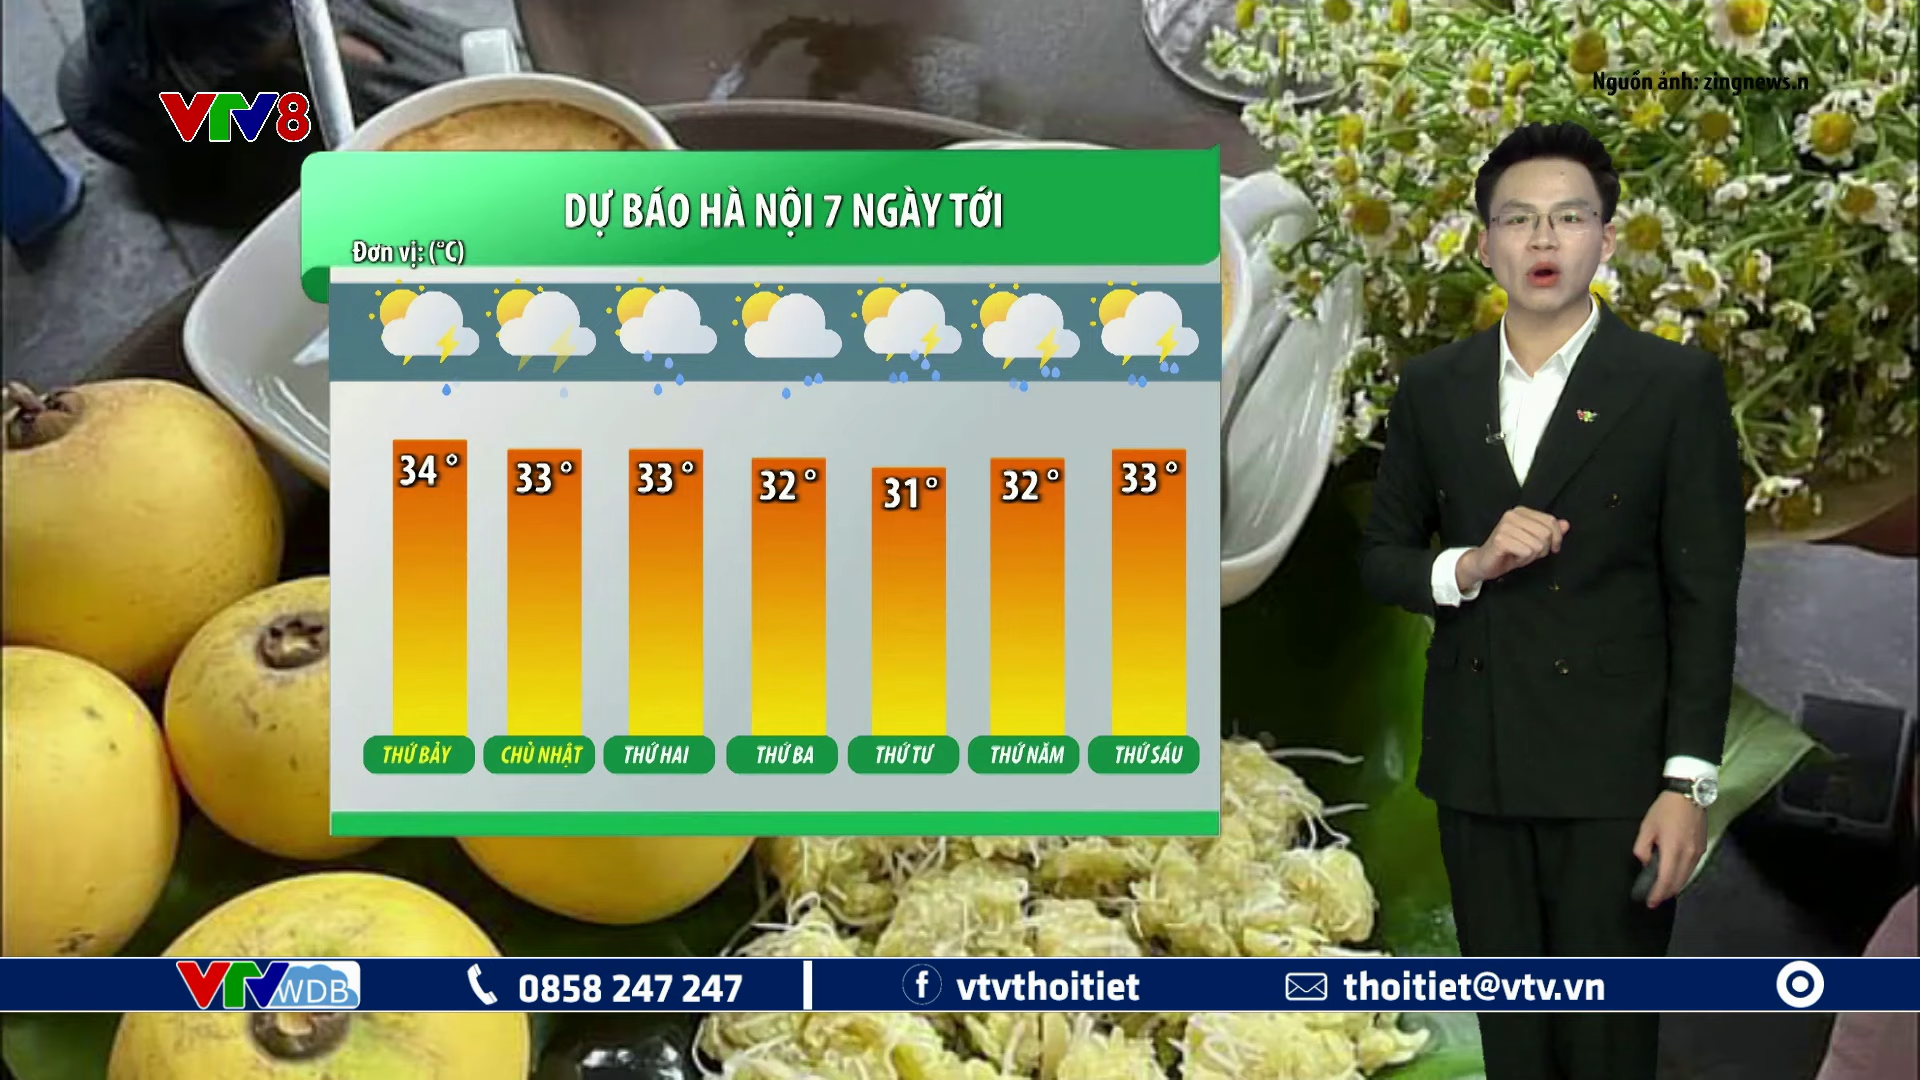 Nguồn ảnh: zingnews.n
VTV8
DỰ BÁO HÀ NỘI 7 NGÀY TỚI
Đơn vị: (°C)
34° 33° 33° 32° 31° 32° 33°
THỨ BẢY CHỦ NHẬT THỨ HAI THỨ BA THỨ TƯ THỨ NĂM THỨ SÁU
VTV WDB 0858 247 247 vtvthoitiet thoitiet@vtv.vn